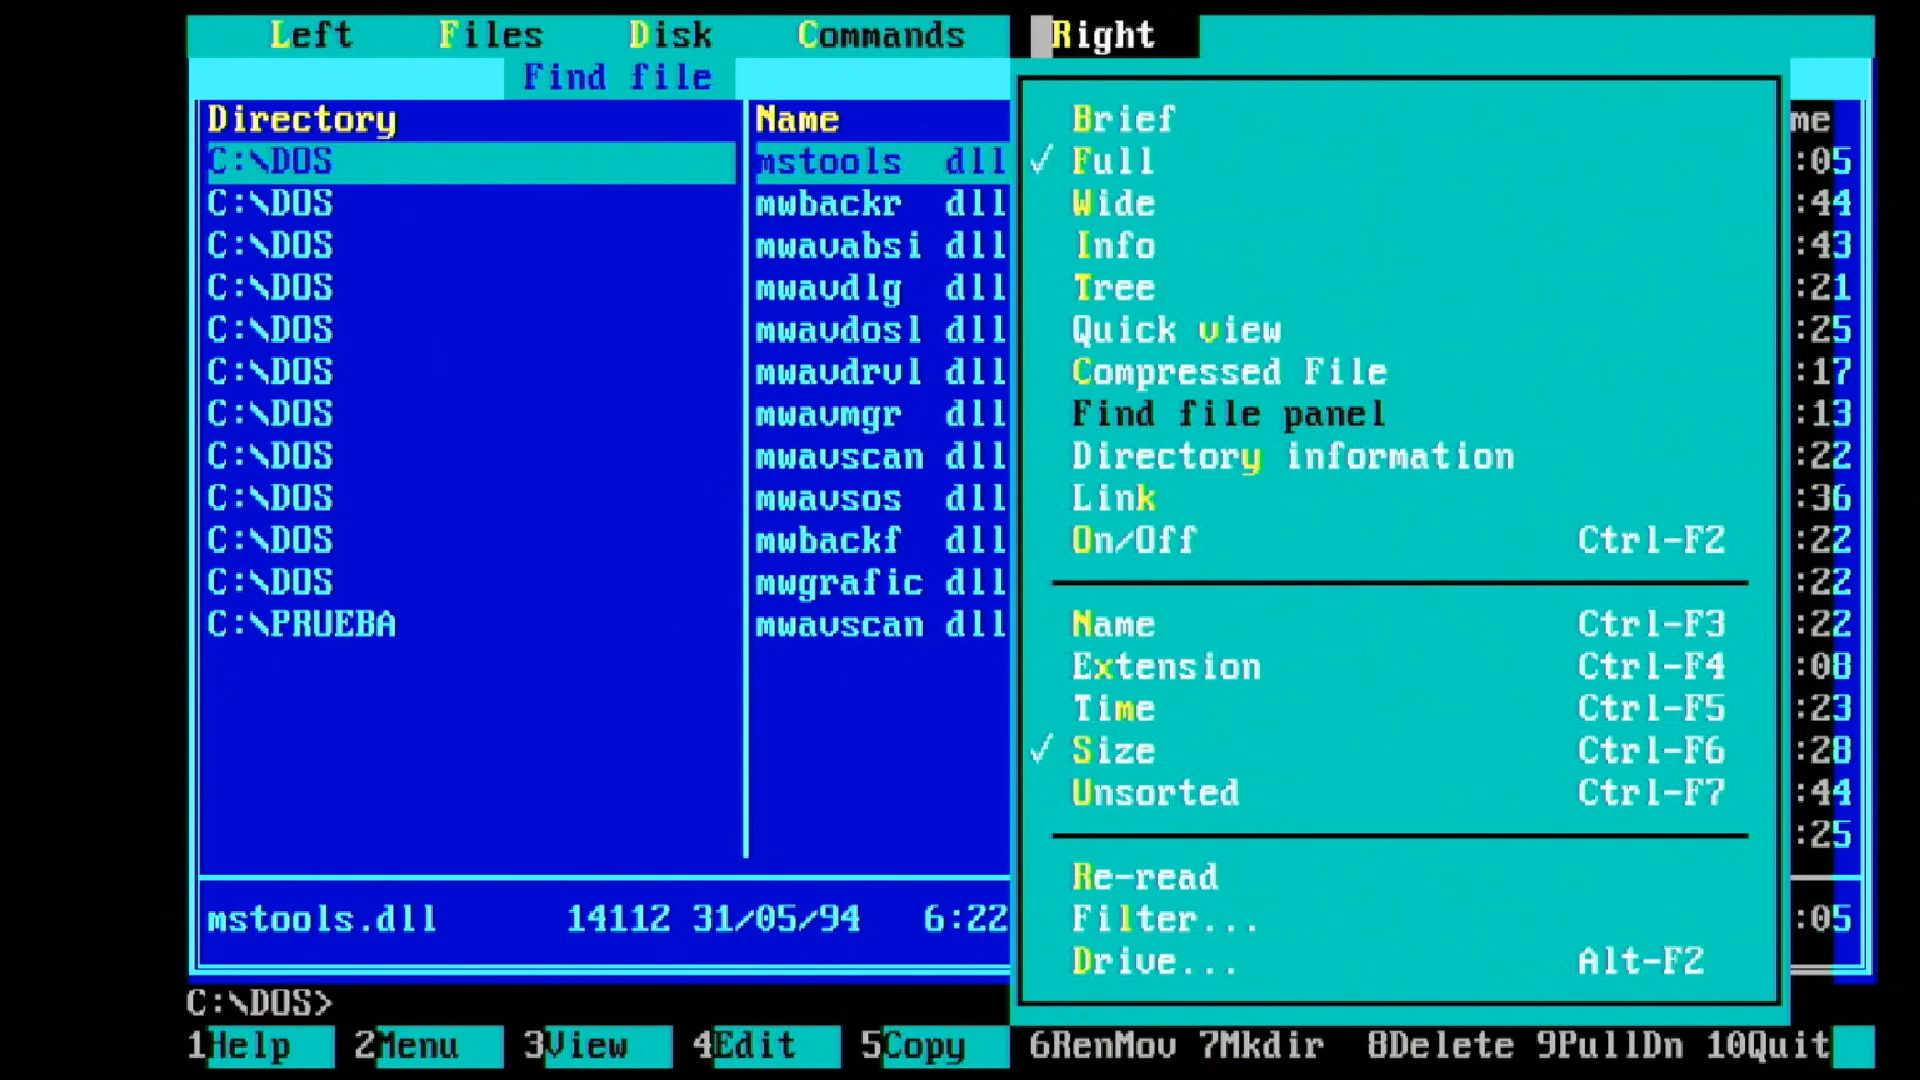 Left Files Disk Commands Right
Find file
Directory Name me
Brief
C:\DOS mstools dll √ Full :05
C:\DOS mwbackr dll Wide :44
C:\DOS mwavabsi dll Info :43
C:\DOS mwavdlg dll Tree :21
C:\DOS mwavdosl dll Quick view :25
C:\DOS mwavdrvl dll Compressed File :17
C:\DOS mwavmgr dll Find file panel :13
C:\DOS mwavscan dll Directory information :22
C:\DOS mwavsos dll Link :36
C:\DOS mwbackf dll On/Off Ctrl-F2 :22
C:\DOS mwgrafic dll :22
C:\PRUEBA mwavscan dll Name Ctrl-F3 :22
Extension Ctrl-F4 :08
Time Ctrl-F5 :23
√ Size Ctrl-F6 :28
Unsorted Ctrl-F7 :44
:25
Re-read
mstools.dll 14112 31/05/94 6:22 Filter... :05
Drive... Alt-F2
C:\DOS>
1Help 2Menu 3View 4Edit 5Copy 6RenMov 7Mkdir 8Delete 9PullDn 10Quit